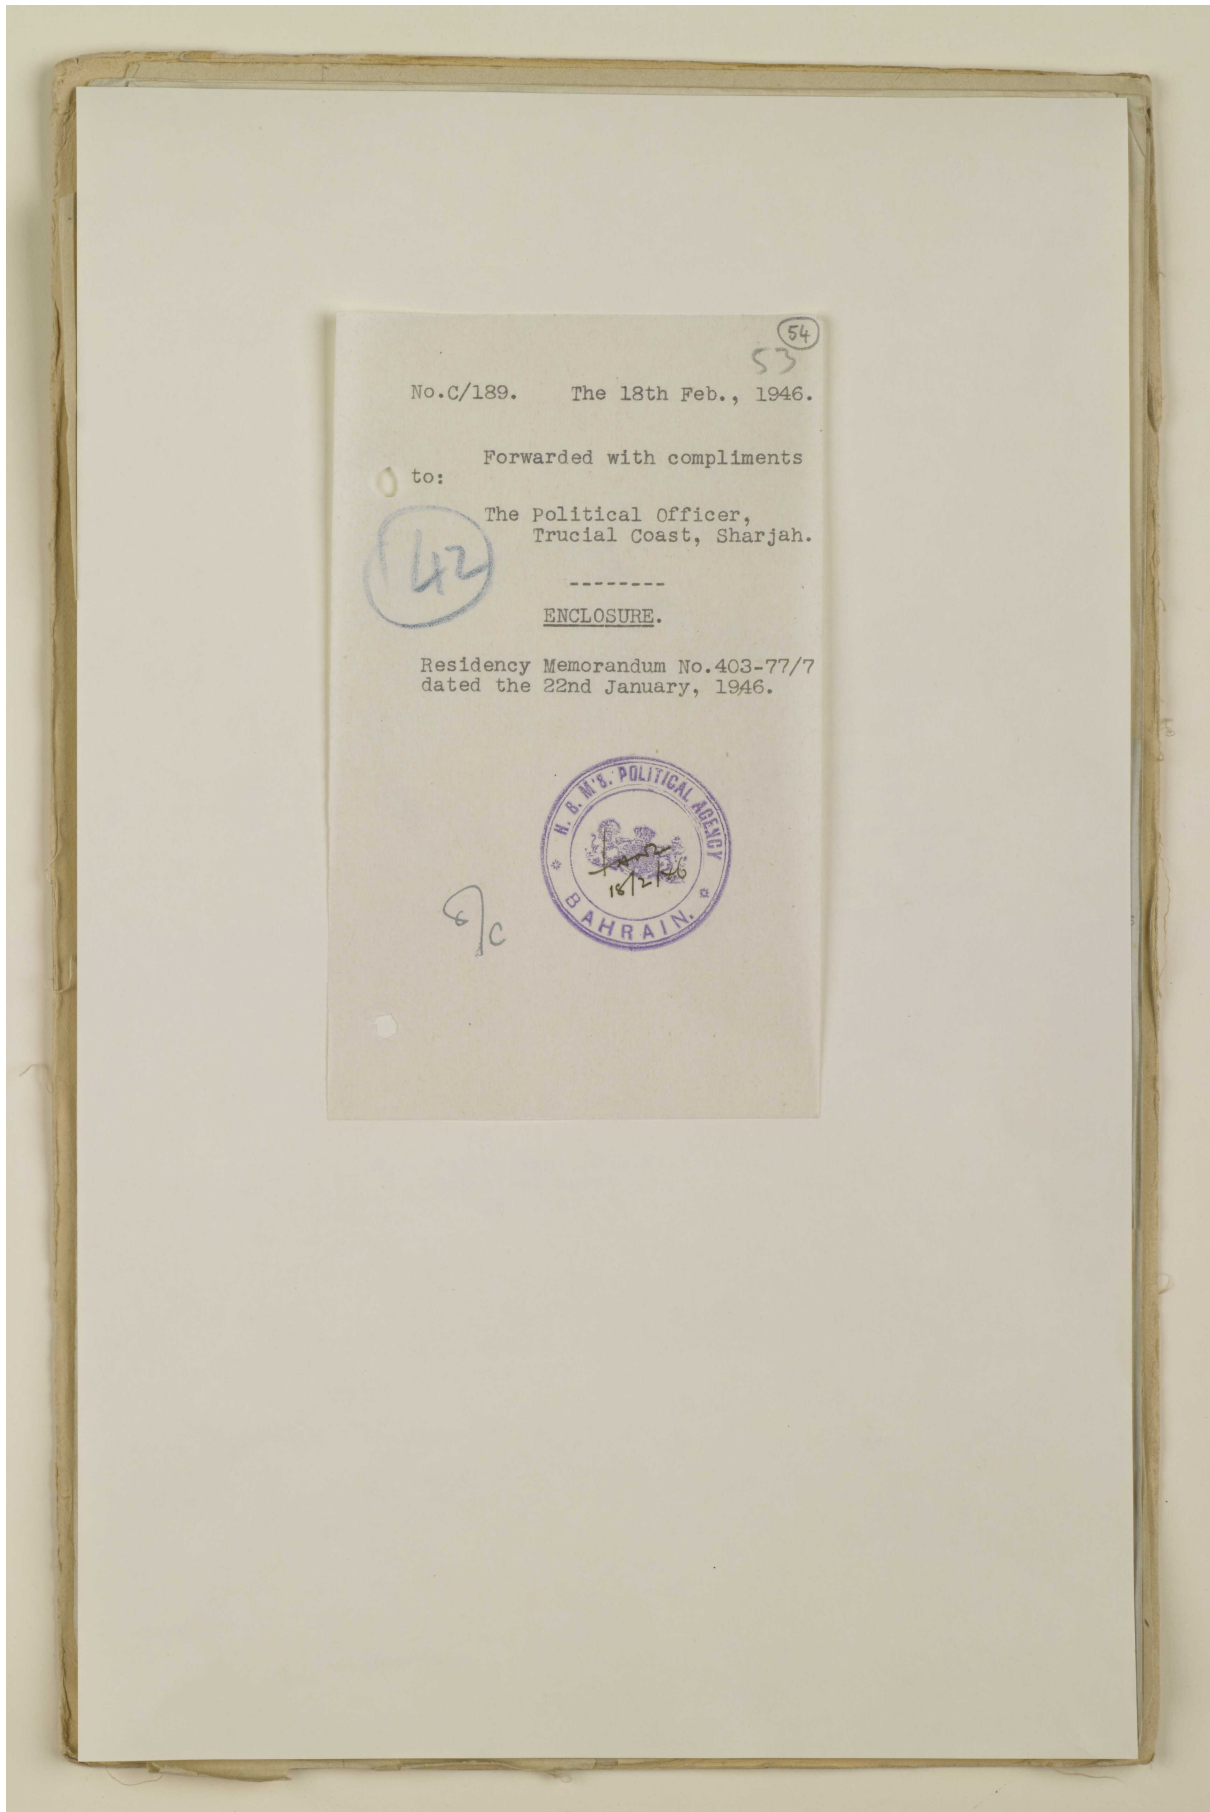 54
53
No.C/189. The 18th Feb., 1946.
Forwarded with compliments
to:
The Political Officer,
Trucial Coast, Sharjah.
--------
42
ENCLOSURE.
Residency Memorandum No.403-77/7
dated the 22nd January, 1946.
H. B. M'S. POLITICAL AGENCY
18/2/46
BAHRAIN.